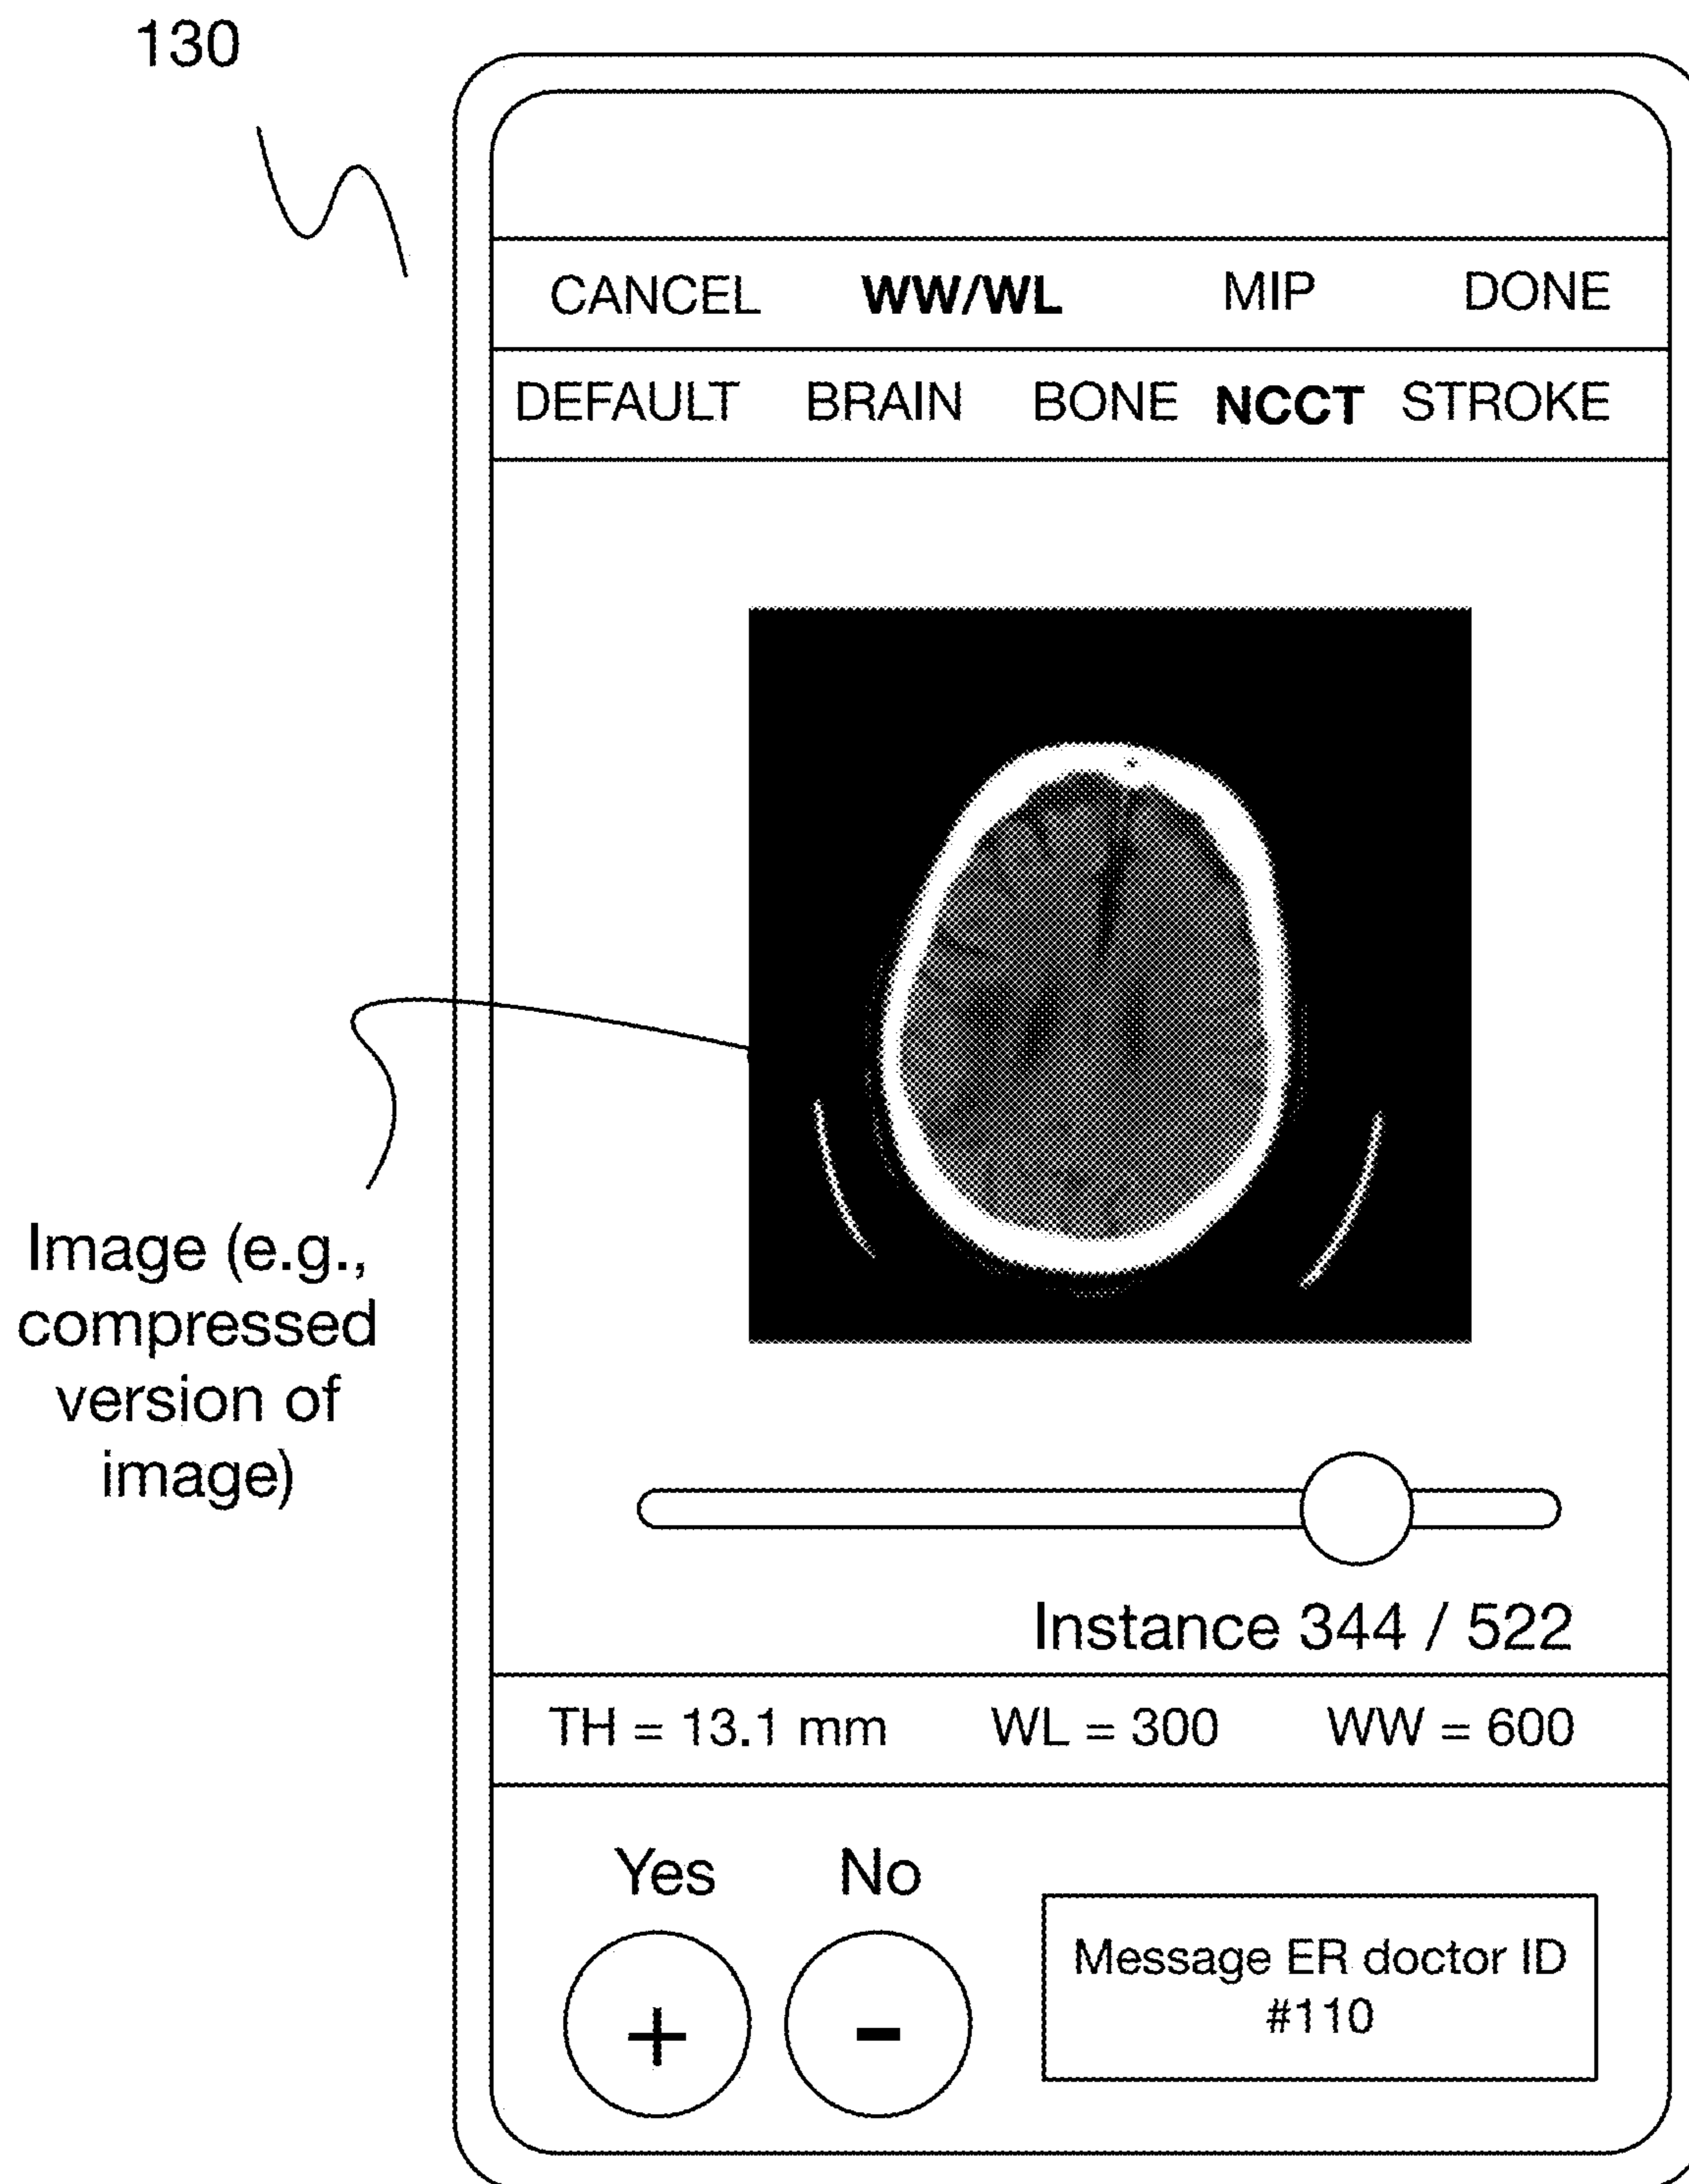 130
CANCEL WW/WL MIP DONE
DEFAULT BRAIN BONE NCCT STROKE
Image (e.g.,
compressed
version of
image)
Instance 344 / 522
TH = 13.1 mm WL = 300 WW = 600
Yes No
+ -
Message ER doctor ID
#110